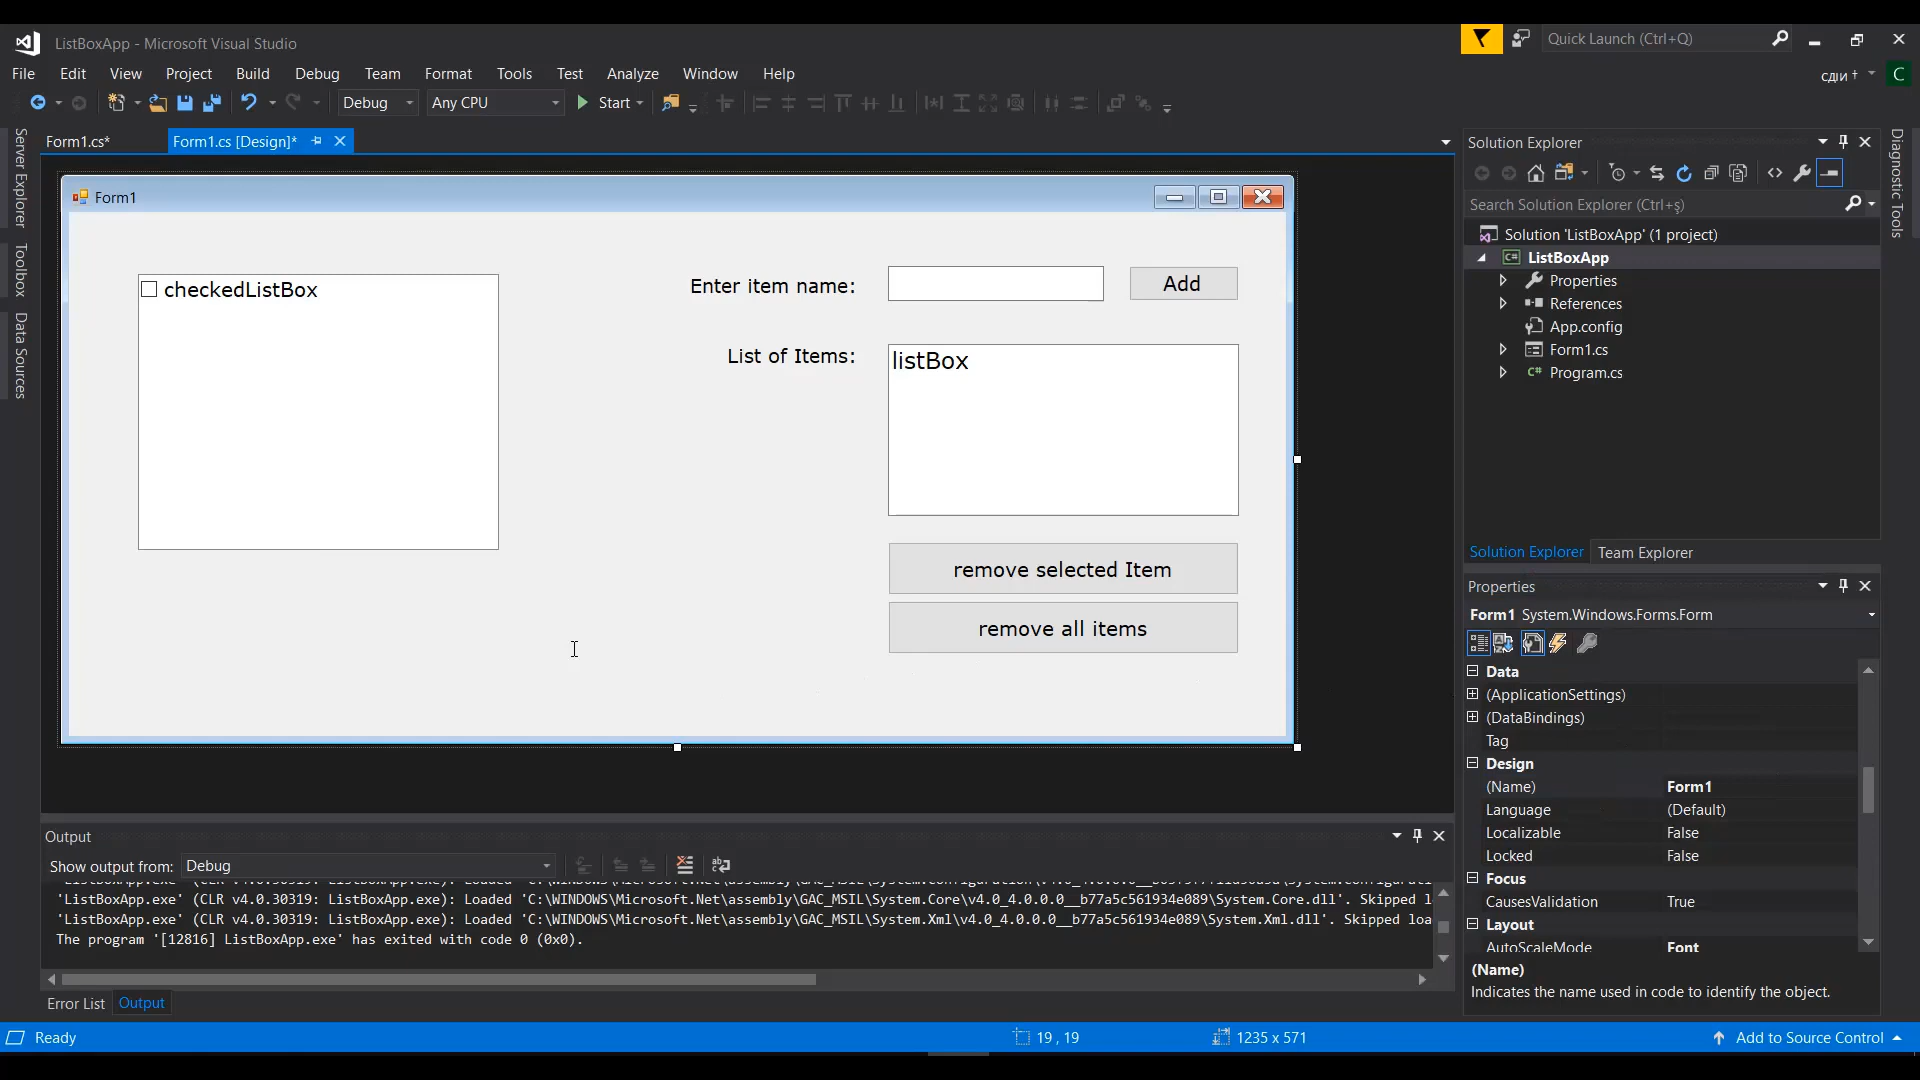 ListBoxApp - Microsoft Visual Studio
Quick Launch (Ctrl+Q)
File Edit View Project Build Debug Team Format Tools Test Analyze Window Help
Debug Any CPU Start
Server Explorer
Toolbox
Data Sources
Form1.cs*
Form1.cs [Design]*
Form1
checkedListBox
Enter item name:
Add
List of Items:
listBox
remove selected Item
remove all items
Solution Explorer
Search Solution Explorer (Ctrl+ş)
Solution 'ListBoxApp' (1 project)
ListBoxApp
Properties
References
App.config
Form1.cs
Program.cs
Solution Explorer Team Explorer
Diagnostic Tools
Properties
Form1 System.Windows.Forms.Form
Data
(ApplicationSettings)
(DataBindings)
Tag
Design
(Name) Form1
Language (Default)
Localizable False
Locked False
Focus
CausesValidation True
Layout
AutoScaleMode Font
(Name)
Indicates the name used in code to identify the object.
Output
Show output from: Debug
'ListBoxApp.exe' (CLR v4.0.30319: ListBoxApp.exe): Loaded 'C:\WINDOWS\Microsoft.Net\assembly\GAC_MSIL\System.Core\v4.0_4.0.0.0__b77a5c561934e089\System.Core.dll'. Skipped loa
'ListBoxApp.exe' (CLR v4.0.30319: ListBoxApp.exe): Loaded 'C:\WINDOWS\Microsoft.Net\assembly\GAC_MSIL\System.Xml\v4.0_4.0.0.0__b77a5c561934e089\System.Xml.dll'. Skipped loa
The program '[12816] ListBoxApp.exe' has exited with code 0 (0x0).
Error List Output
Ready
19 , 19
1235 x 571
Add to Source Control